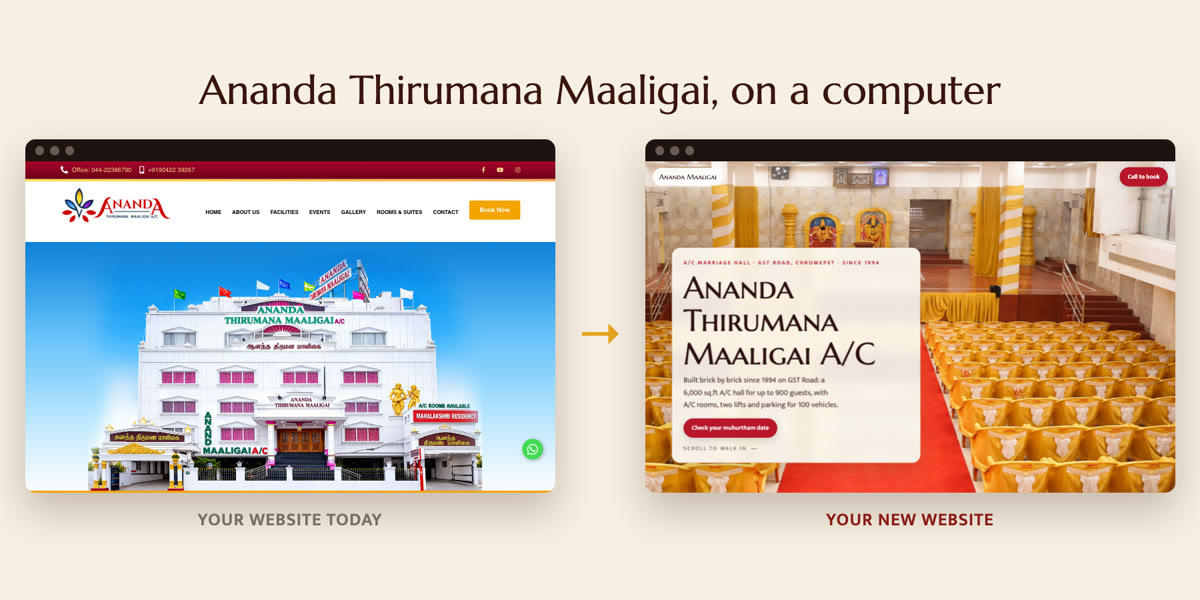 Ananda Thirumana Maaligai, on a computer
Office: 044-22386790 +9190422 39267
ANANDA
THIRUMANA MAALIGAI A/C
HOME ABOUT US FACILITIES EVENTS GALLERY ROOMS & SUITES CONTACT Book Now
ANANDA
ANANDA
THIRUMANA MAALIGAI A/C
ஆனந்த திருமண மாளிகை
ANANDA
THIRUMANA MAALIGAI
A/C ROOMS AVAILABLE
MAHALAKSHMI RESIDENCY
ஆனந்த திருமண மாளிகை
ஆனந்த
திருமண மாளிகை
ANAND
MAALIGAI A/C
YOUR WEBSITE TODAY
Ananda Maaligai
Call to book
A/C MARRIAGE HALL · GST ROAD, CHROMEPET · SINCE 1994
Ananda
Thirumana
Maaligai A/C
Built brick by brick since 1994 on GST Road: a
6,000 sq.ft A/C hall for up to 900 guests, with
A/C rooms, two lifts and parking for 100 vehicles.
Check your muhurtham date
SCROLL TO WALK IN —
YOUR NEW WEBSITE